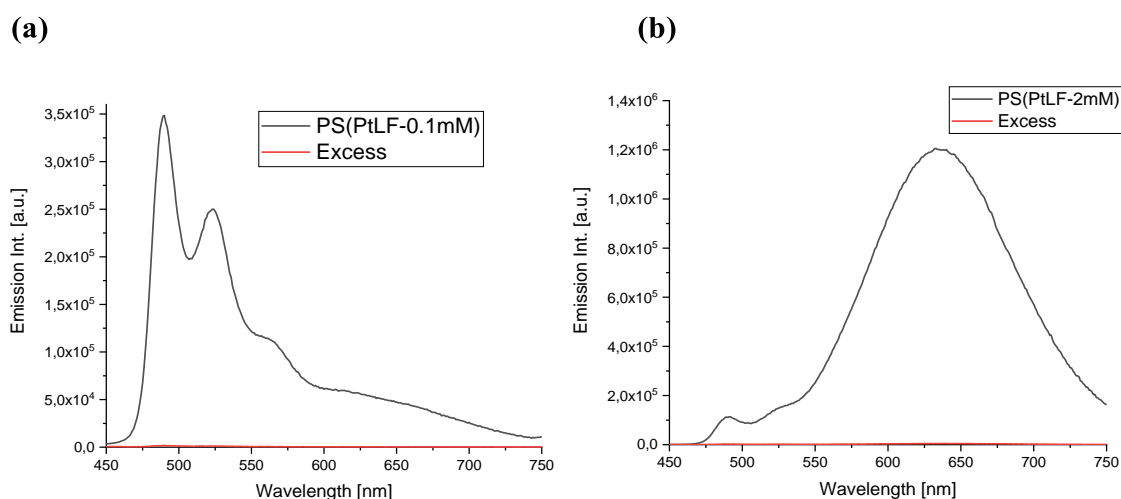 (a)
(b)
3,5x10⁵
3,0x10⁵
2,5x10⁵
2,0x10⁵
1,5x10⁵
1,0x10⁵
5,0x10⁴
0,0
Emission Int. [a.u.]
PS(PtLF-0.1mM)
Excess
450 500 550 600 650 700 750
Wavelength [nm]
1,4x10⁶
1,2x10⁶
1,0x10⁶
8,0x10⁵
6,0x10⁵
4,0x10⁵
2,0x10⁵
0,0
Emission Int. [a.u.]
PS(PtLF-2mM)
Excess
450 500 550 600 650 700 750
Wavelength [nm]